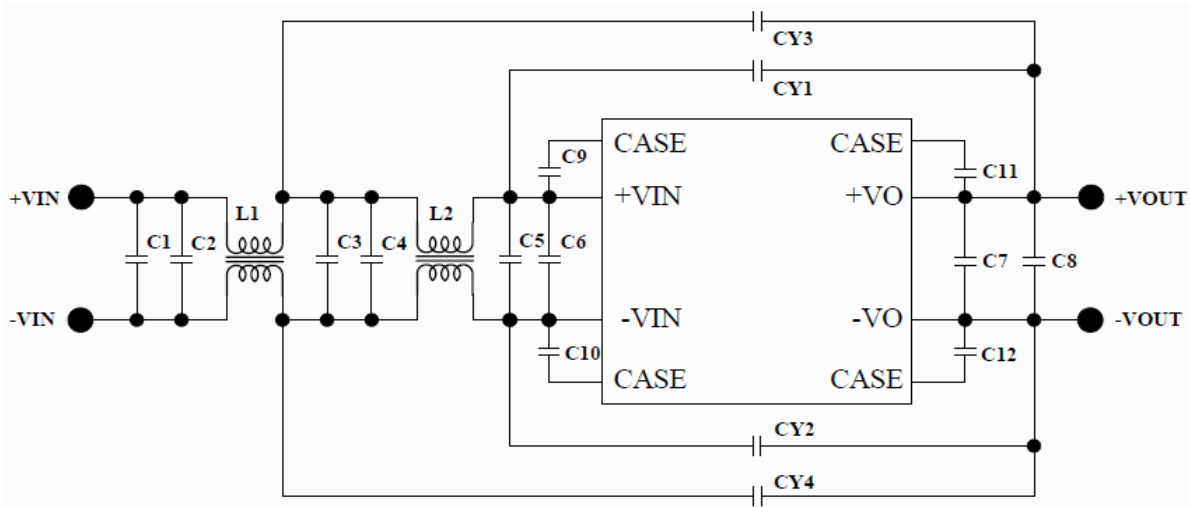 CY3
CY1
C9
CASE
CASE
C11
+VIN
L1
L2
+VIN
+VO
+VOUT
C1
C2
C3
C4
C5
C6
C7
C8
-VIN
-VIN
-VO
-VOUT
C10
CASE
CASE
C12
CY2
CY4